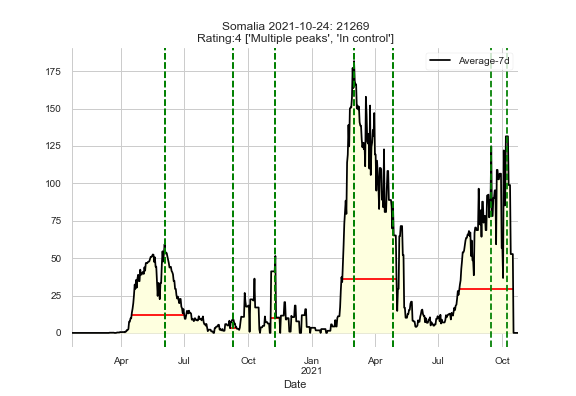 Somalia 2021-10-24: 21269
Rating:4 ['Multiple peaks', 'In control']
Average-7d
175
150
125
100
75
50
25
0
Apr Jul Oct Jan Apr Jul Oct
2021
Date